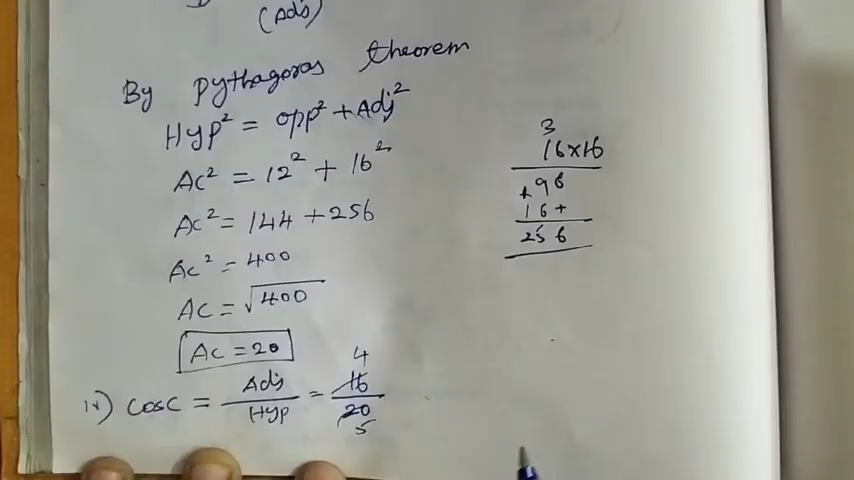 (Adj)
By pythagoras theorem
Hyp² = opp² + Adj²
AC² = 12² + 16²
AC² = 144 + 256
AC² = 400
AC = √400
AC = 20
iv) cosc = Adj/Hyp = 16/20
4
5
3
16×16
+96
16+
256